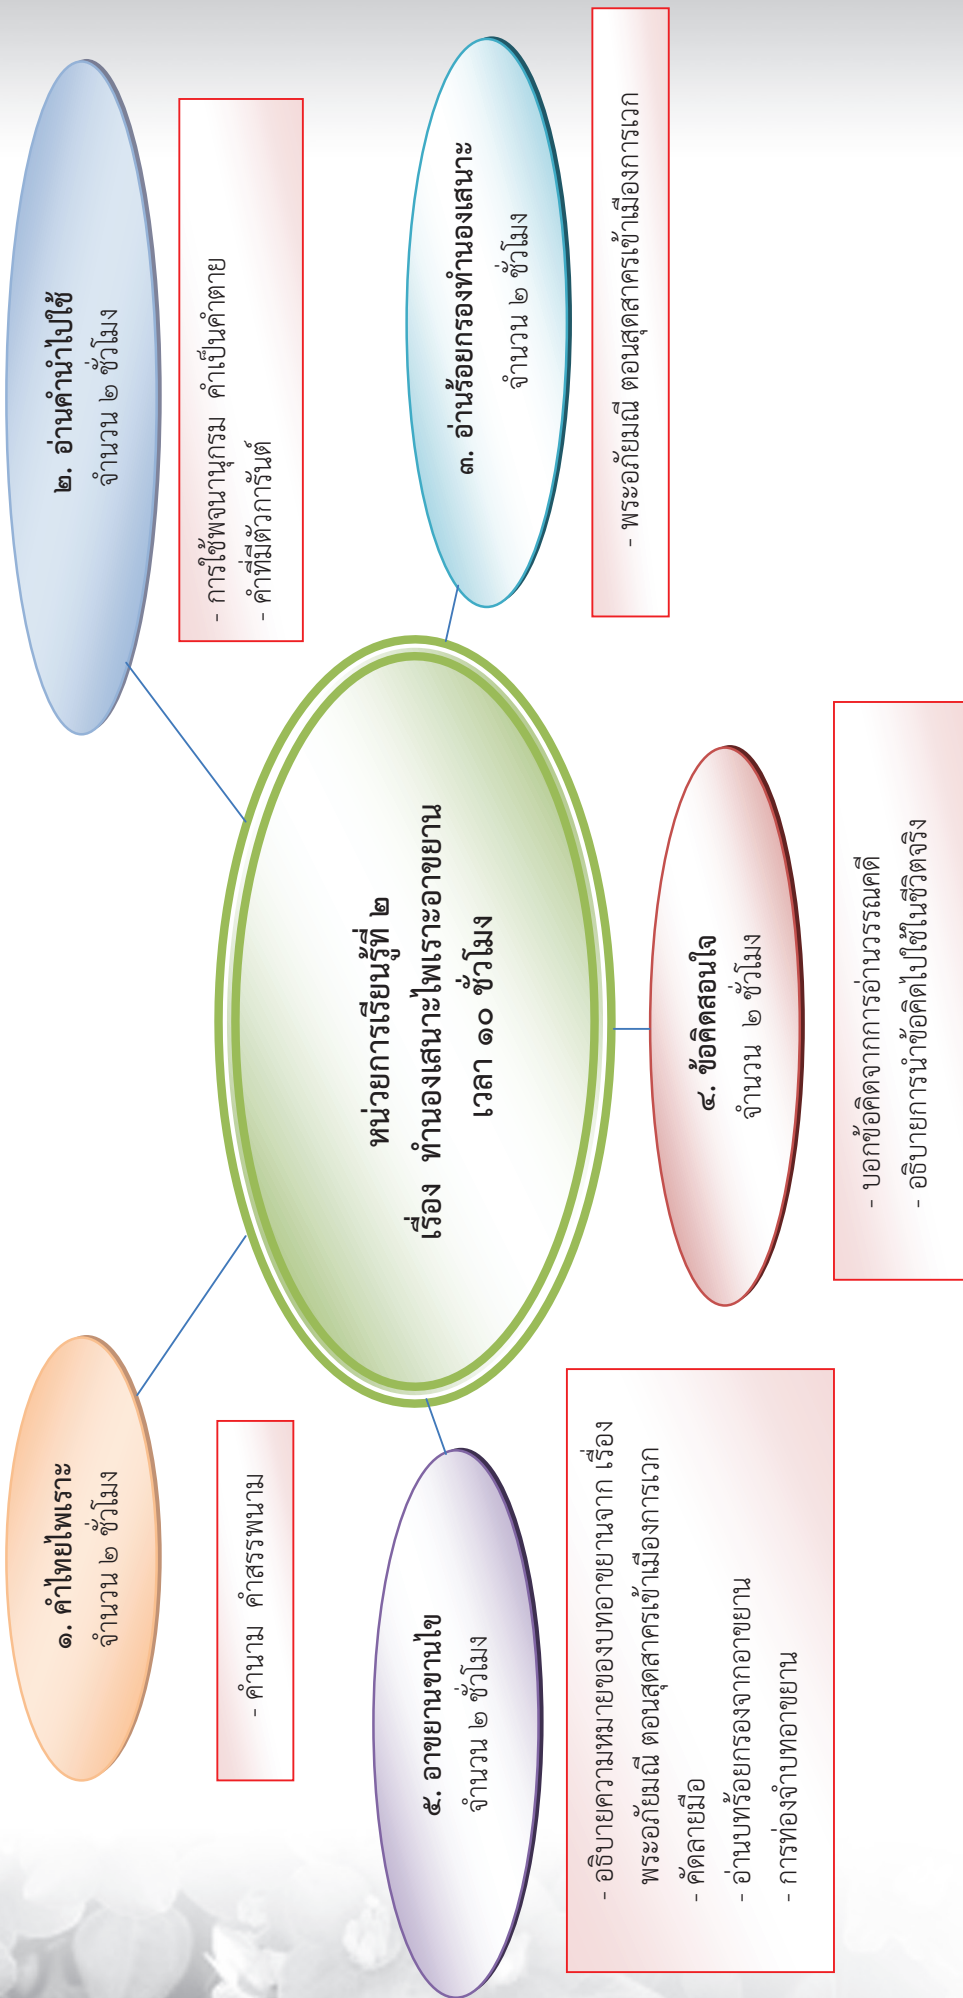 หน่วยการเรียนรู้ที่ ๒
เรื่อง ทำนองเสนาะไพเราะอาขยาน
เวลา ๑๐ ชั่วโมง
๑. คำไทยไพเราะ
จำนวน ๒ ชั่วโมง
- คำนาม คำสรรพนาม
๒. อ่านคำนำไปใช้
จำนวน ๒ ชั่วโมง
- การใช้พจนานุกรม คำเป็นคำตาย
- คำที่มีตัวการันต์
๓. อ่านร้อยกรองทำนองเสนาะ
จำนวน ๒ ชั่วโมง
- พระอภัยมณี ตอนสุดสาครเข้าเมืองการเวก
๔. ข้อคิดสอนใจ
จำนวน ๒ ชั่วโมง
- บอกข้อคิดจากการอ่านวรรณคดี
- อธิบายการนำข้อคิดไปใช้ในชีวิตจริง
๕. อาขยานขานไข
จำนวน ๒ ชั่วโมง
- อธิบายความหมายของบทอาขยานจาก เรื่อง
พระอภัยมณี ตอนสุดสาครเข้าเมืองการเวก
- คัดลายมือ
- อ่านบทร้อยกรองจากอาขยาน
- การท่องจำบทอาขยาน